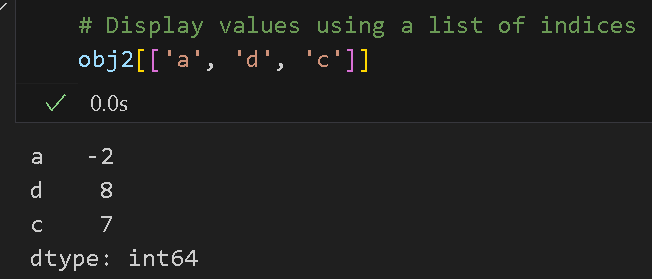 # Display values using a list of indices
obj2[['a', 'd', 'c']]
0.0s
a -2
d 8
c 7
dtype: int64